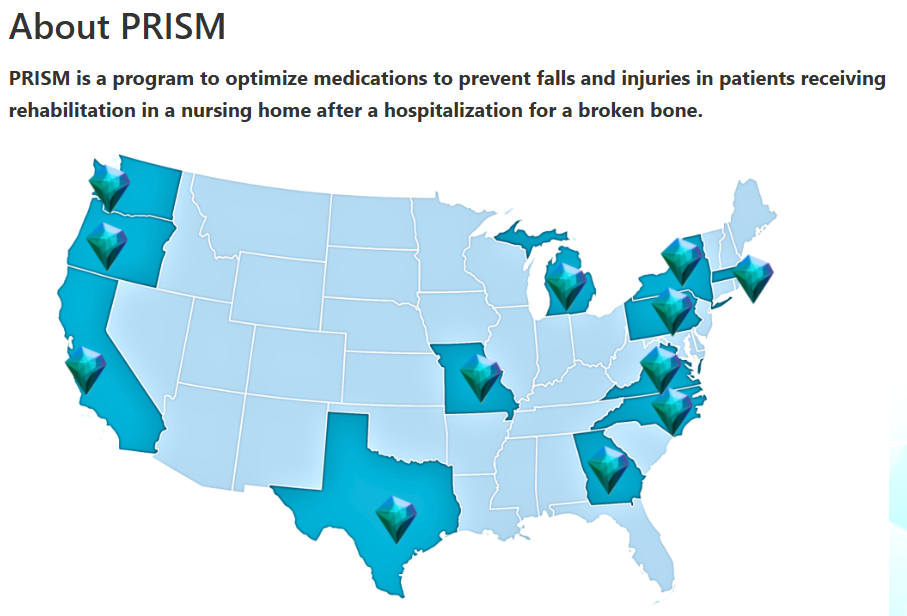 About PRISM
PRISM is a program to optimize medications to prevent falls and injuries in patients receiving
rehabilitation in a nursing home after a hospitalization for a broken bone.